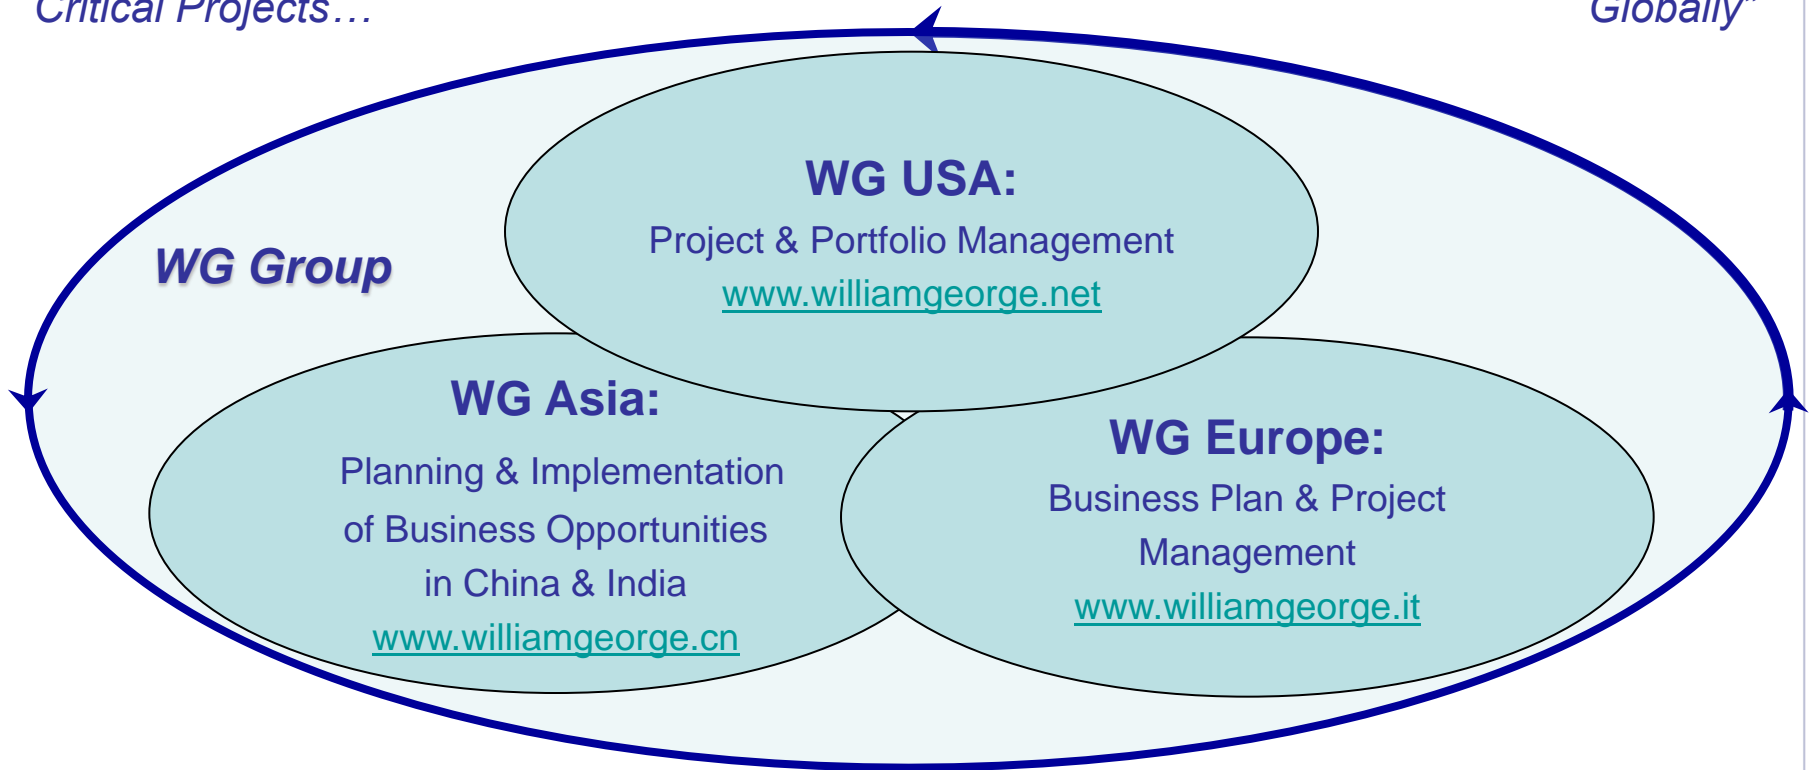 Critical Projects…
Globally"
WG USA:
Project & Portfolio Management
www.williamgeorge.net
WG Group
WG Asia:
Planning & Implementation
of Business Opportunities
in China & India
www.williamgeorge.cn
WG Europe:
Business Plan & Project
Management
www.williamgeorge.it